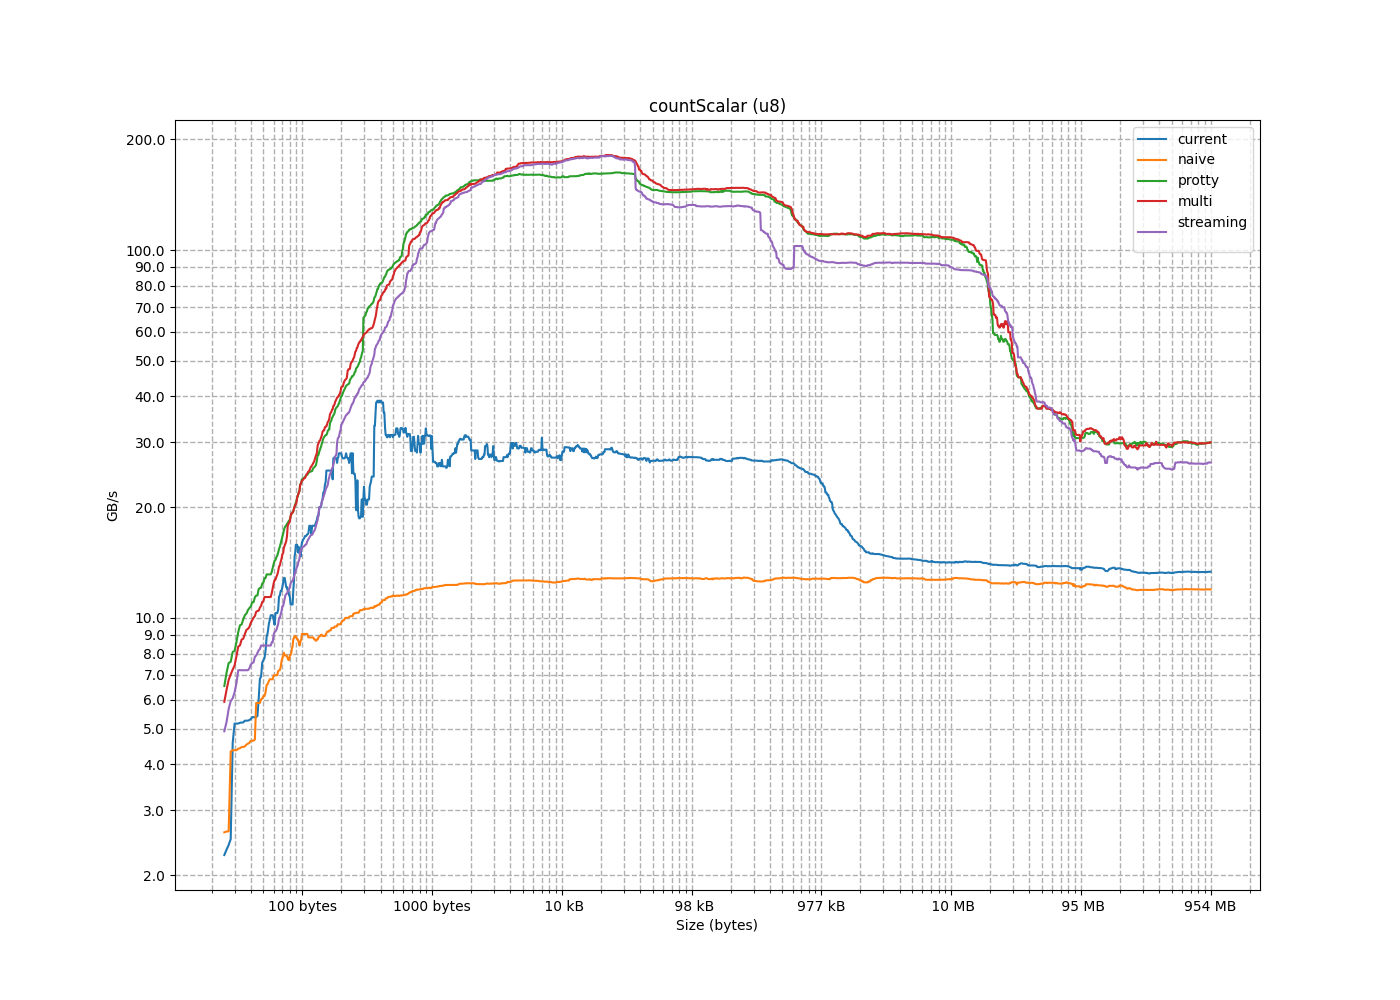 countScalar (u8)
current
naive
protty
multi
streaming
200.0
100.0
90.0
80.0
70.0
60.0
50.0
40.0
30.0
20.0
10.0
9.0
8.0
7.0
6.0
5.0
4.0
3.0
2.0
GB/s
100 bytes
1000 bytes
10 kB
98 kB
977 kB
10 MB
95 MB
954 MB
Size (bytes)